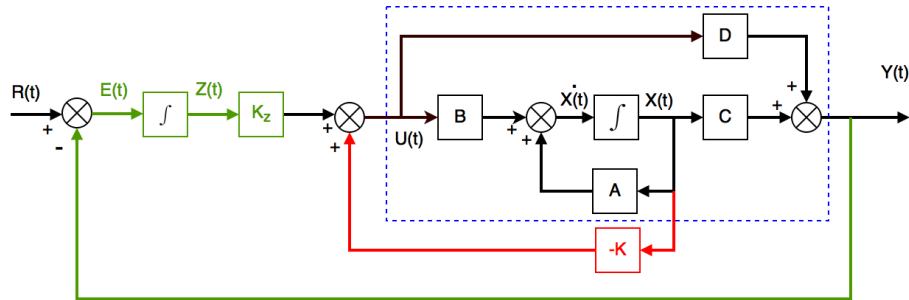 D
R(t)
E(t)
∫
Z(t)
K_z
B
Ẋ(t)
∫
X(t)
C
Y(t)
U(t)
A
-K
+
-
+
+
+
+
+
+